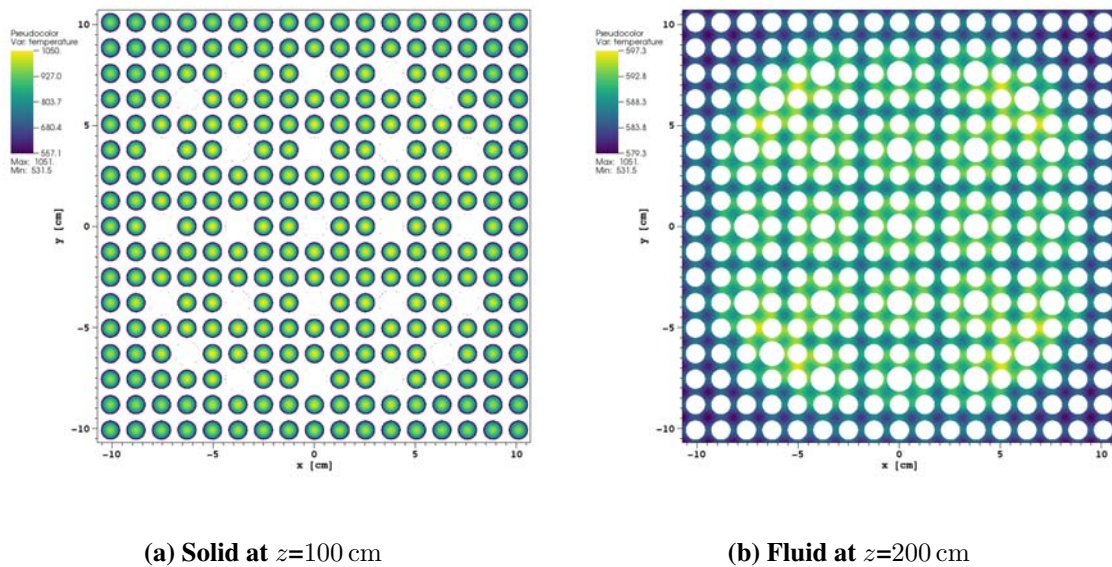 Pseudocolor
Var. temperature
1050.
927.0
803.7
680.4
557.1
Max: 1051.
Min: 531.5
10
5
0
-5
-10
y [cm]
-10 -5 0 5 10
x [cm]
Pseudocolor
Var. temperature
597.3
592.8
588.3
583.8
579.3
Max: 1051.
Min: 531.5
10
5
0
-5
-10
y [cm]
-10 -5 0 5 10
x [cm]
(a) Solid at z=100 cm
(b) Fluid at z=200 cm